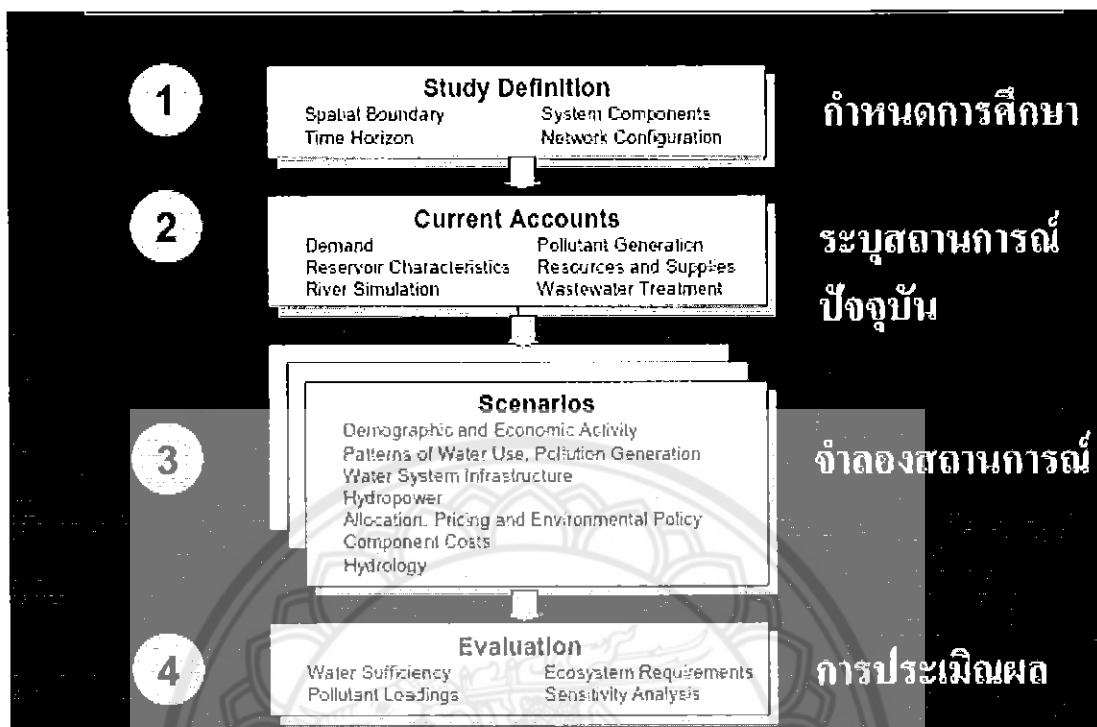 1
Study Definition
Spatial Boundary System Components
Time Horizon Network Configuration
กำหนดการศึกษา
2
Current Accounts
Demand Pollutant Generation
Reservoir Characteristics Resources and Supplies
River Simulation Wastewater Treatment
ระบุสถานการณ์
ปัจจุบัน
3
Scenarios
Demographic and Economic Activity
Patterns of Water Use, Pollution Generation
Water System Infrastructure
Hydropower
Allocation, Pricing and Environmental Policy
Component Costs
Hydrology
จำลองสถานการณ์
4
Evaluation
Water Sufficiency Ecosystem Requirements
Pollutant Loadings Sensitivity Analysis
การประเมิณผล